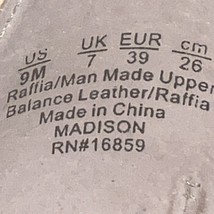 US UK EUR cm
9M 7 39 26
Raffia/Man Made Upper
Balance Leather/Raffia
Made in China
MADISON
RN#16859